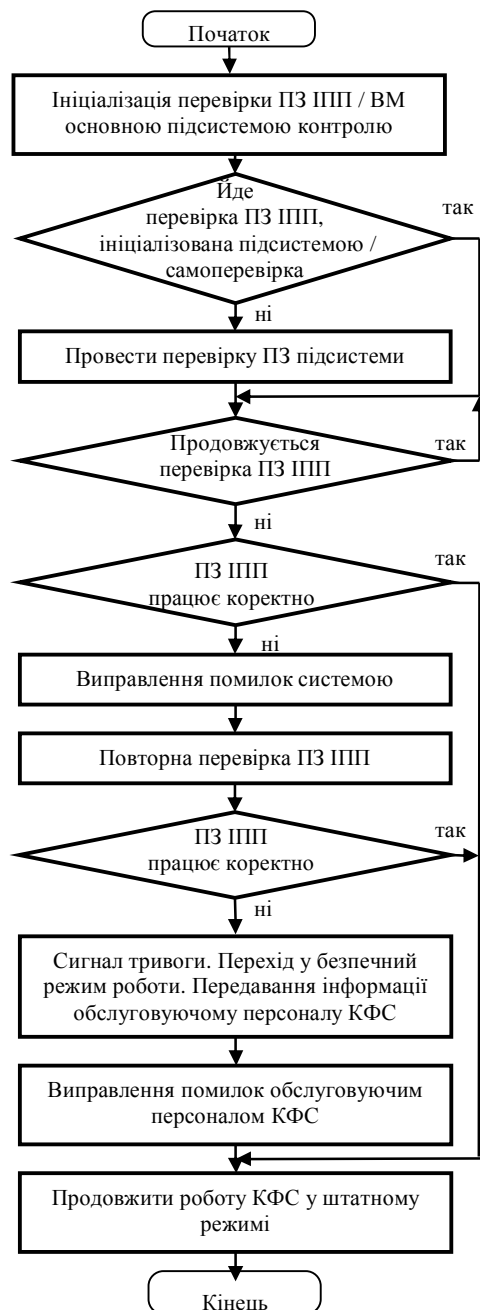 Початок
Ініціалізація перевірки ПЗ ІПП / ВМ
основною підсистемою контролю
Йде
перевірка ПЗ ІПП,
ініціалізована підсистемою /
самоперевірка
так
ні
Провести перевірку ПЗ підсистеми
Продовжується
перевірка ПЗ ІПП
так
ні
ПЗ ІПП
працює коректно
так
ні
Виправлення помилок системою
Повторна перевірка ПЗ ІПП
ПЗ ІПП
працює коректно
так
ні
Сигнал тривоги. Перехід у безпечний
режим роботи. Передавання інформації
обслуговуючому персоналу КФС
Виправлення помилок обслуговуючим
персоналом КФС
Продовжити роботу КФС у штатному
режимі
Кінець